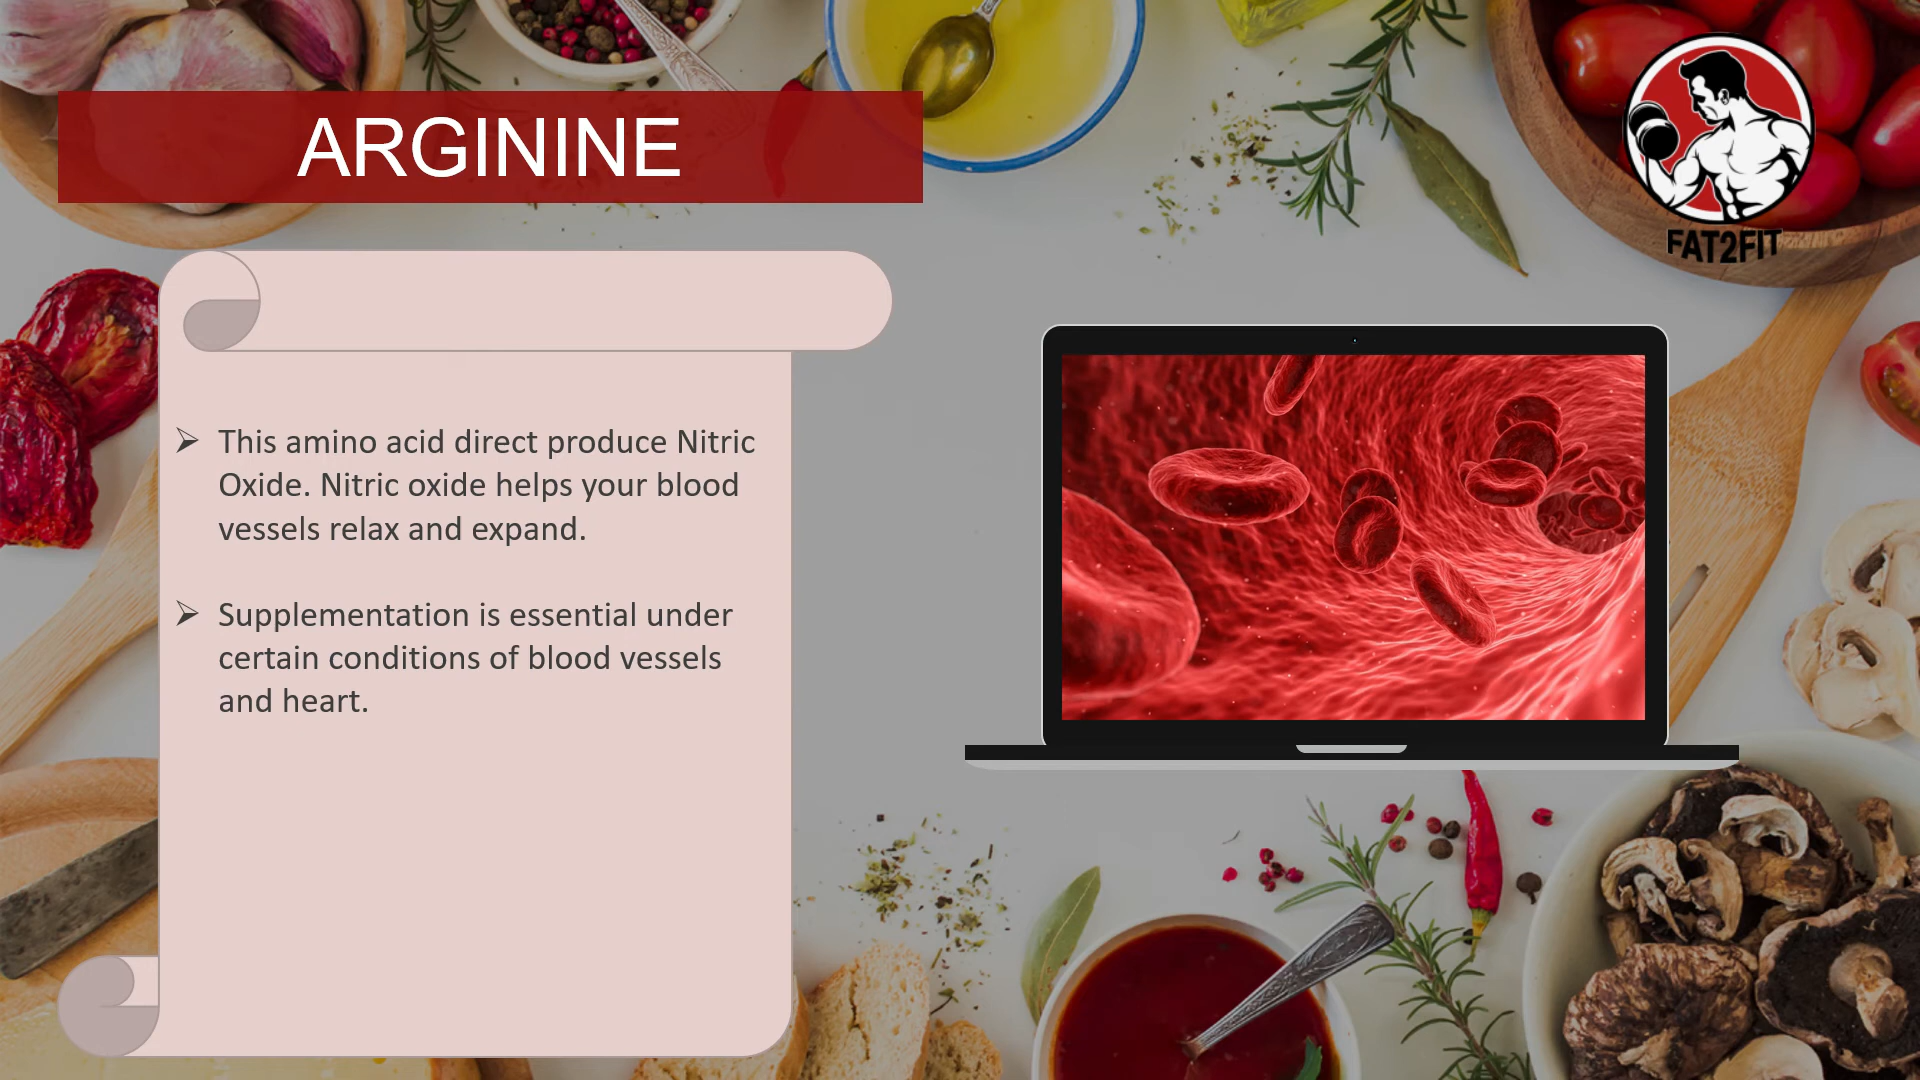 ARGININE
FAT2FIT
➢ This amino acid direct produce Nitric
Oxide. Nitric oxide helps your blood
vessels relax and expand.
➢ Supplementation is essential under
certain conditions of blood vessels
and heart.